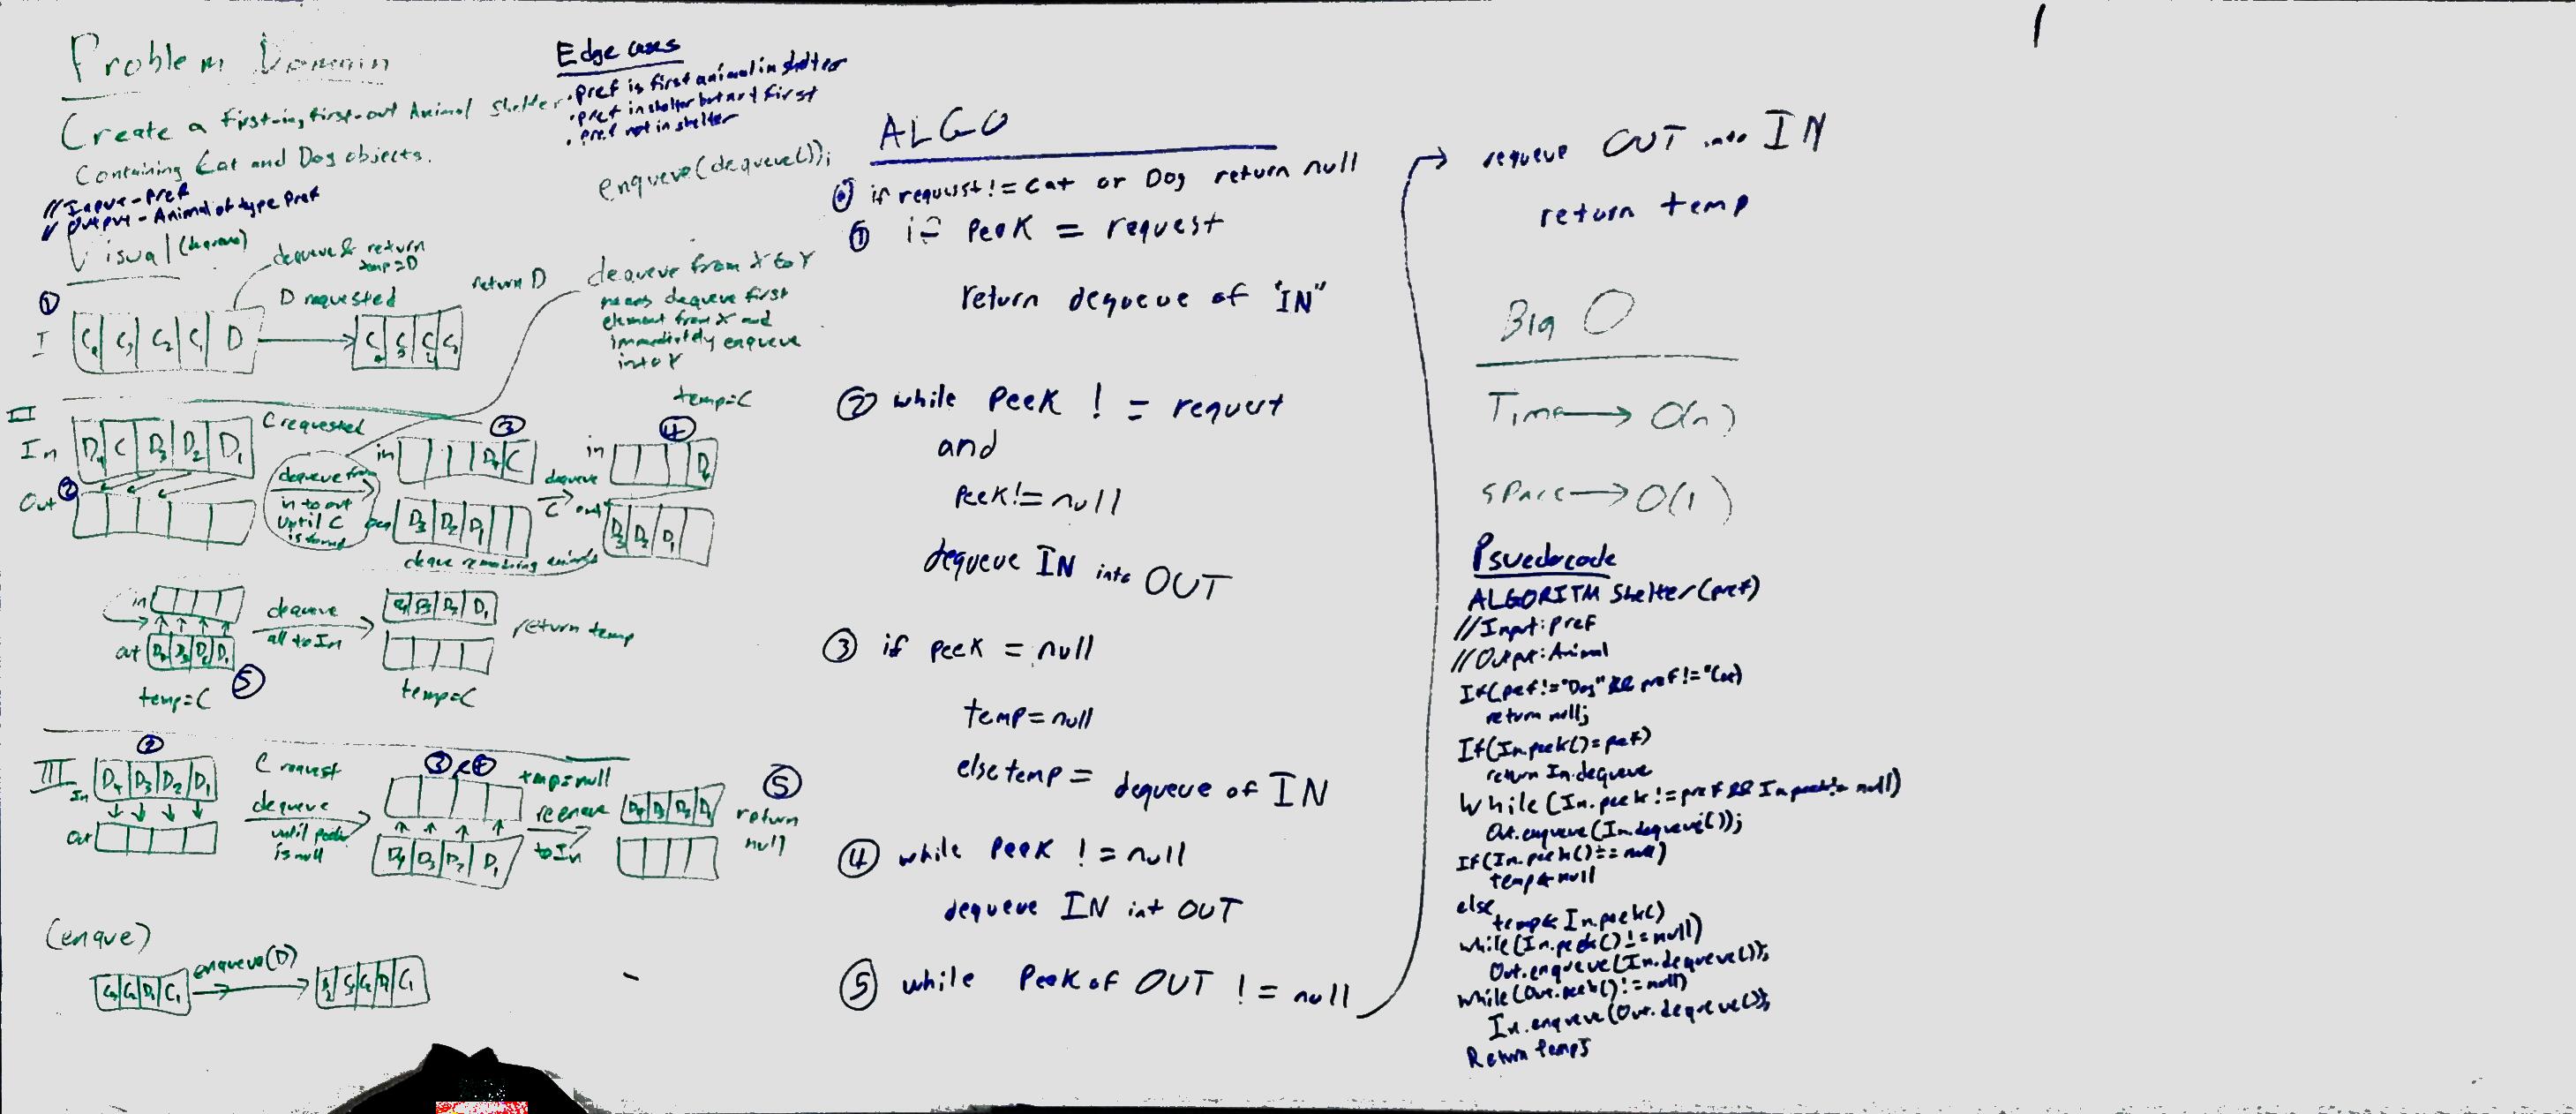 Problem Domain
Create a First-in, first-out Animal Shelter
Containing Cat and Dog objects.
// Input - Pref
// Output - Animal of type Pref
Edge cases
• pref is first animal in shelter
• pref in shelter but not first
• pref not in shelter
enqueue(dequeue());
Visual (dequeue)
dequeue & return
temp = D
①
D requested
return D
I
C4 C3 C2 C1 D
C4 C3 C2 C1
dequeue from X to Y
means dequeue first
element from X and
immediately enqueue
into Y
II
C requested
In
D4 C D3 D2 D1
Out
②
dequeue from
in to out
until C
is found
③
in
D4 C
D3 D2 D1
dequeue
C
temp=C
④
in
D4
out
D3 D2 D1
deque remaining animals
in
out
D4 D3 D2 D1
temp=C
⑤
dequeue
all to In
D4 D3 D2 D1
return temp
temp=C
III
②
In
D4 D3 D2 D1
Out
C request
dequeue
until peek
is null
③ & ④
temp=null
D4 D3 D2 D1
reenque
to In
D4 D3 D2 D1
⑤
return
null
(enque)
C3 C2 D1 C1
enqueue(D)
D2 C3 C2 D1 C1
ALGO
⓪ if request != Cat or Dog return null
① if Peek = request
return dequeue of "IN"
② while Peek != request
and
Peek != null
dequeue IN into OUT
③ if peek = null
temp = null
else temp = dequeue of IN
④ while Peek != null
dequeue IN int OUT
⑤ while Peek of OUT != null
requeue OUT into IN
return temp
Big O
Time → O(n)
Space → O(1)
Psuedocode
ALGORITM Shelter(pref)
// Input: pref
// Output: Animal
If(pref != "Dog" && pref != "Cat)
return null;
If(In.peek() = pref)
return In.dequeue
While (In.peek != pref && In.peek != null)
Out.enqueue(In.dequeue());
If(In.peek() == null)
temp ← null
else
temp ← In.peek()
while(In.peek() != null)
Out.enqueue(In.dequeue());
while(Out.peek() != null)
In.enqueue(Out.dequeue());
Return temp;